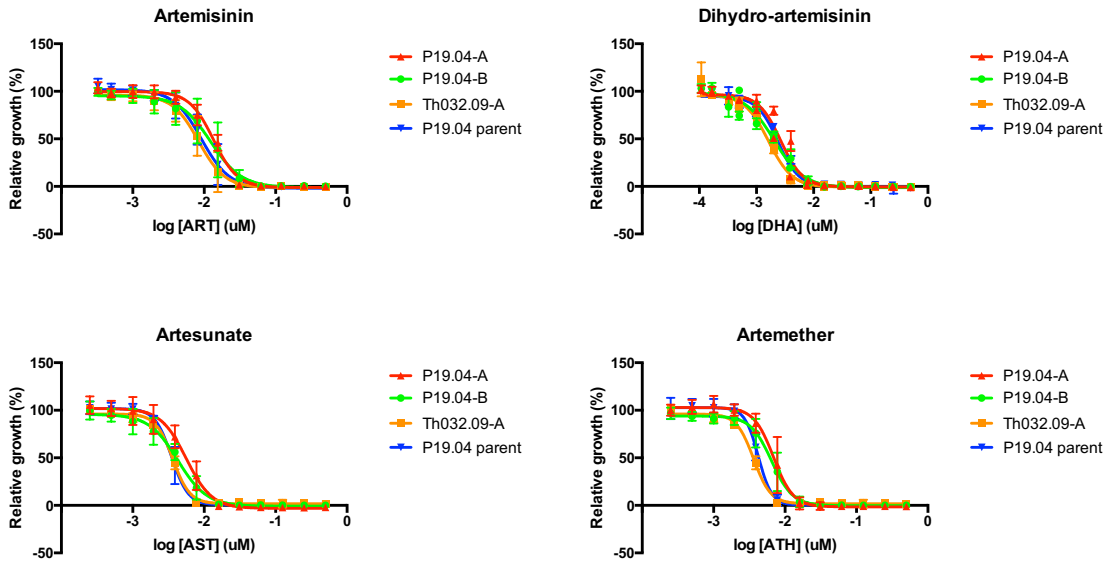 Artemisinin
Relative growth (%)
150
100
50
0
-50
-3
-2
-1
0
log [ART] (uM)
P19.04-A
P19.04-B
Th032.09-A
P19.04 parent
Dihydro-artemisinin
Relative growth (%)
150
100
50
0
-50
-4
-3
-2
-1
0
log [DHA] (uM)
P19.04-A
P19.04-B
Th032.09-A
P19.04 parent
Artesunate
Relative growth (%)
150
100
50
0
-50
-3
-2
-1
0
log [AST] (uM)
P19.04-A
P19.04-B
Th032.09-A
P19.04 parent
Artemether
Relative growth (%)
150
100
50
0
-50
-3
-2
-1
0
log [ATH] (uM)
P19.04-A
P19.04-B
Th032.09-A
P19.04 parent